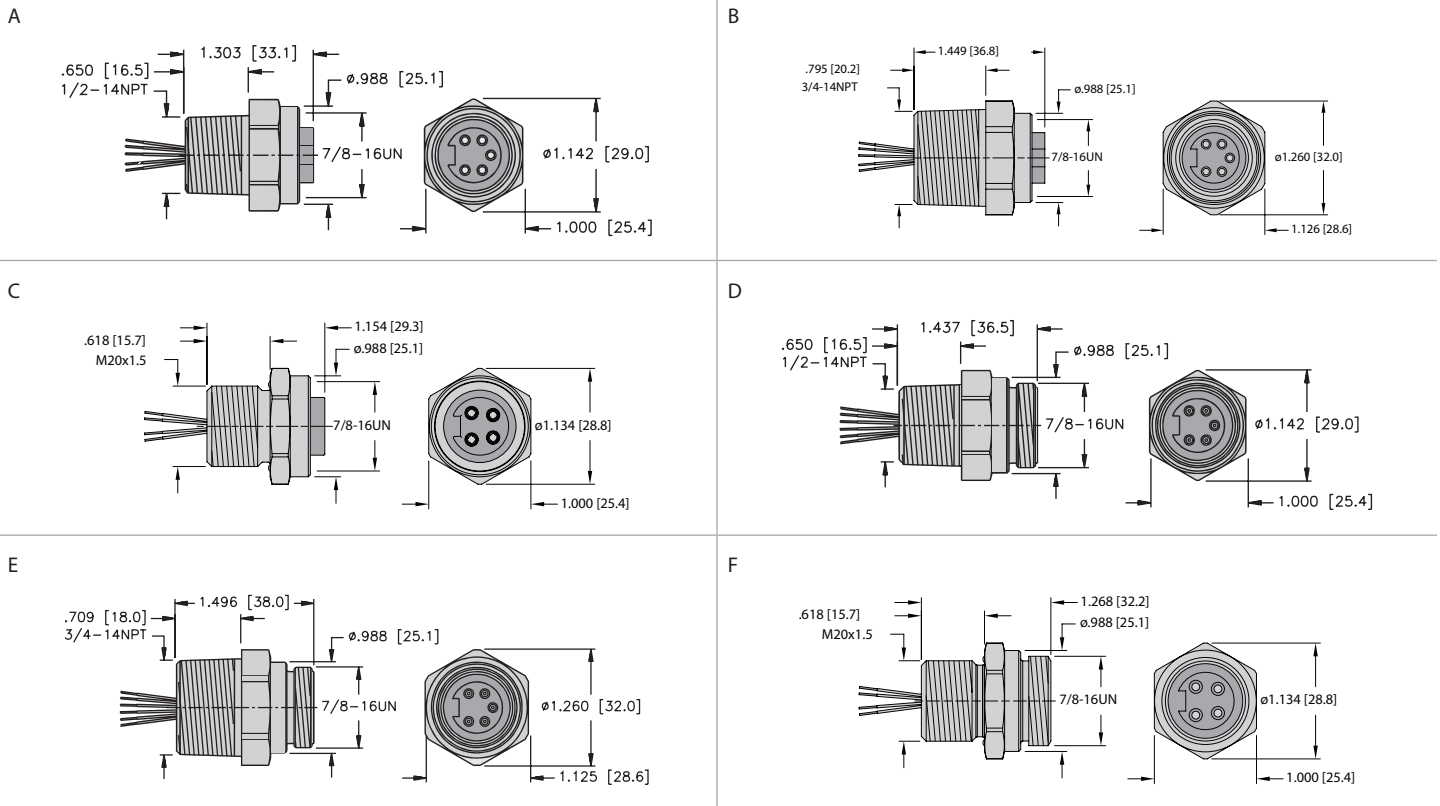 A
1.303 [33.1]
.650 [16.5]
1/2-14NPT
ø.988 [25.1]
7/8-16UN
ø1.142 [29.0]
1.000 [25.4]
B
1.449 [36.8]
.795 [20.2]
3/4-14NPT
ø.988 [25.1]
7/8-16UN
ø1.260 [32.0]
1.126 [28.6]
C
1.154 [29.3]
.618 [15.7]
ø.988 [25.1]
M20x1.5
7/8-16UN
ø1.134 [28.8]
1.000 [25.4]
D
1.437 [36.5]
.650 [16.5]
1/2-14NPT
ø.988 [25.1]
7/8-16UN
ø1.142 [29.0]
1.000 [25.4]
E
1.496 [38.0]
.709 [18.0]
3/4-14NPT
ø.988 [25.1]
7/8-16UN
ø1.260 [32.0]
1.125 [28.6]
F
1.268 [32.2]
.618 [15.7]
ø.988 [25.1]
M20x1.5
7/8-16UN
ø1.134 [28.8]
1.000 [25.4]